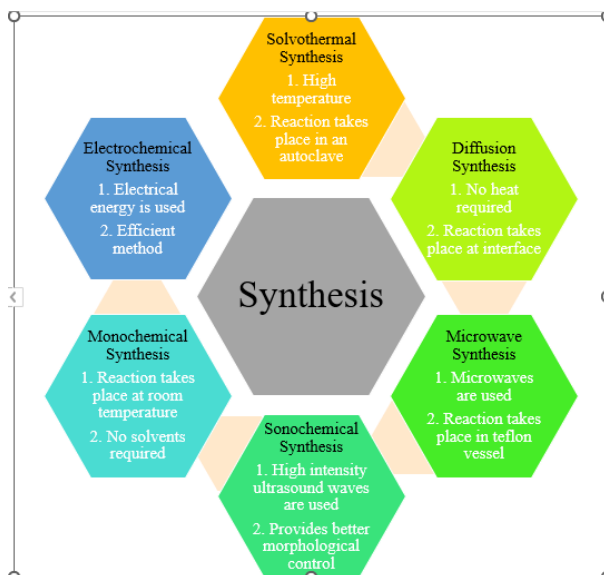 Solvothermal Synthesis
1. High
temperature
2. Reaction takes
place in an
autoclave
Electrochemical
Synthesis
1. Electrical
energy is used
2. Efficient
method
Diffusion
Synthesis
1. No heat
required
2. Reaction takes
place at interface
Synthesis
Monochemical
Synthesis
1. Reaction takes
place at room
temperature
2. No solvents
required
Microwave
Synthesis
1. Microwaves
are used
2. Reaction takes
place in teflon
vessel
Sonochemical
Synthesis
1. High intensity
ultrasound waves
are used
2. Provides better
morphological
control